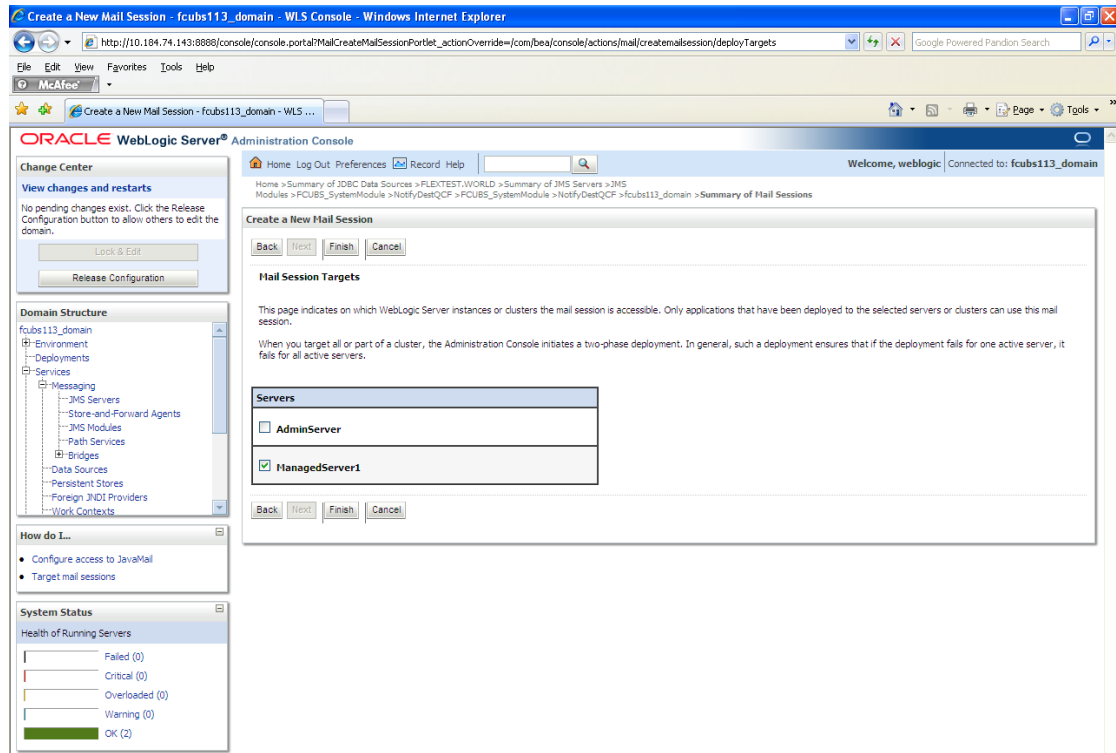 Create a New Mail Session - fcubs113_domain - WLS Console - Windows Internet Explorer
http://10.184.74.143:8888/console/console.portal?MailCreateMailSessionPortlet_actionOverride=/com/bea/console/actions/mail/createmailsession/deployTargets
Google Powered Pandion Search
File Edit View Favorites Tools Help
McAfee
Create a New Mail Session - fcubs113_domain - WLS ...
Page Tools
ORACLE WebLogic Server® Administration Console
Change Center
View changes and restarts
No pending changes exist. Click the Release
Configuration button to allow others to edit the
domain.
Lock & Edit
Release Configuration
Domain Structure
fcubs113_domain
Environment
Deployments
Services
Messaging
JMS Servers
Store-and-Forward Agents
JMS Modules
Path Services
Bridges
Data Sources
Persistent Stores
Foreign JNDI Providers
Work Contexts
How do I...
Configure access to JavaMail
Target mail sessions
System Status
Health of Running Servers
Failed (0)
Critical (0)
Overloaded (0)
Warning (0)
OK (2)
Home Log Out Preferences Record Help
Welcome, weblogic Connected to: fcubs113_domain
Home >Summary of JDBC Data Sources >FLEXTEST.WORLD >Summary of JMS Servers >JMS
Modules >FCUBS_SystemModule >NotifyDestQCF >FCUBS_SystemModule >NotifyDestQCF >fcubs113_domain >Summary of Mail Sessions
Create a New Mail Session
Back Next Finish Cancel
Mail Session Targets
This page indicates on which WebLogic Server instances or clusters the mail session is accessible. Only applications that have been deployed to the selected servers or clusters can use this mail
session.
When you target all or part of a cluster, the Administration Console initiates a two-phase deployment. In general, such a deployment ensures that if the deployment fails for one active server, it
fails for all active servers.
Servers
AdminServer
ManagedServer1
Back Next Finish Cancel